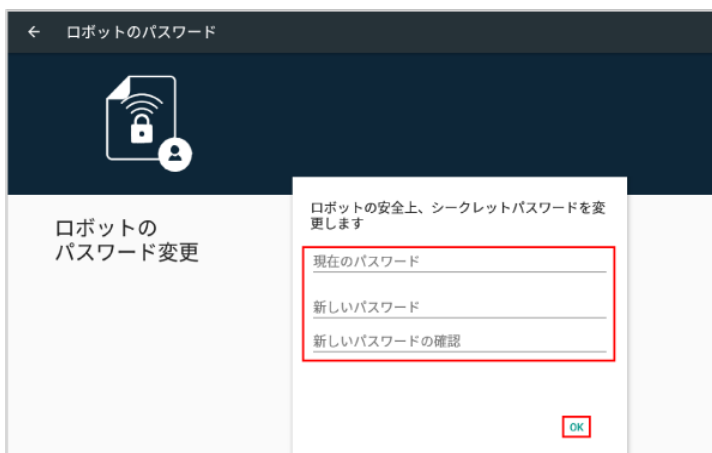 ← ロボットのパスワード
ロボットの
パスワード変更
ロボットの安全上、シークレットパスワードを変
更します
現在のパスワード
新しいパスワード
新しいパスワードの確認
OK